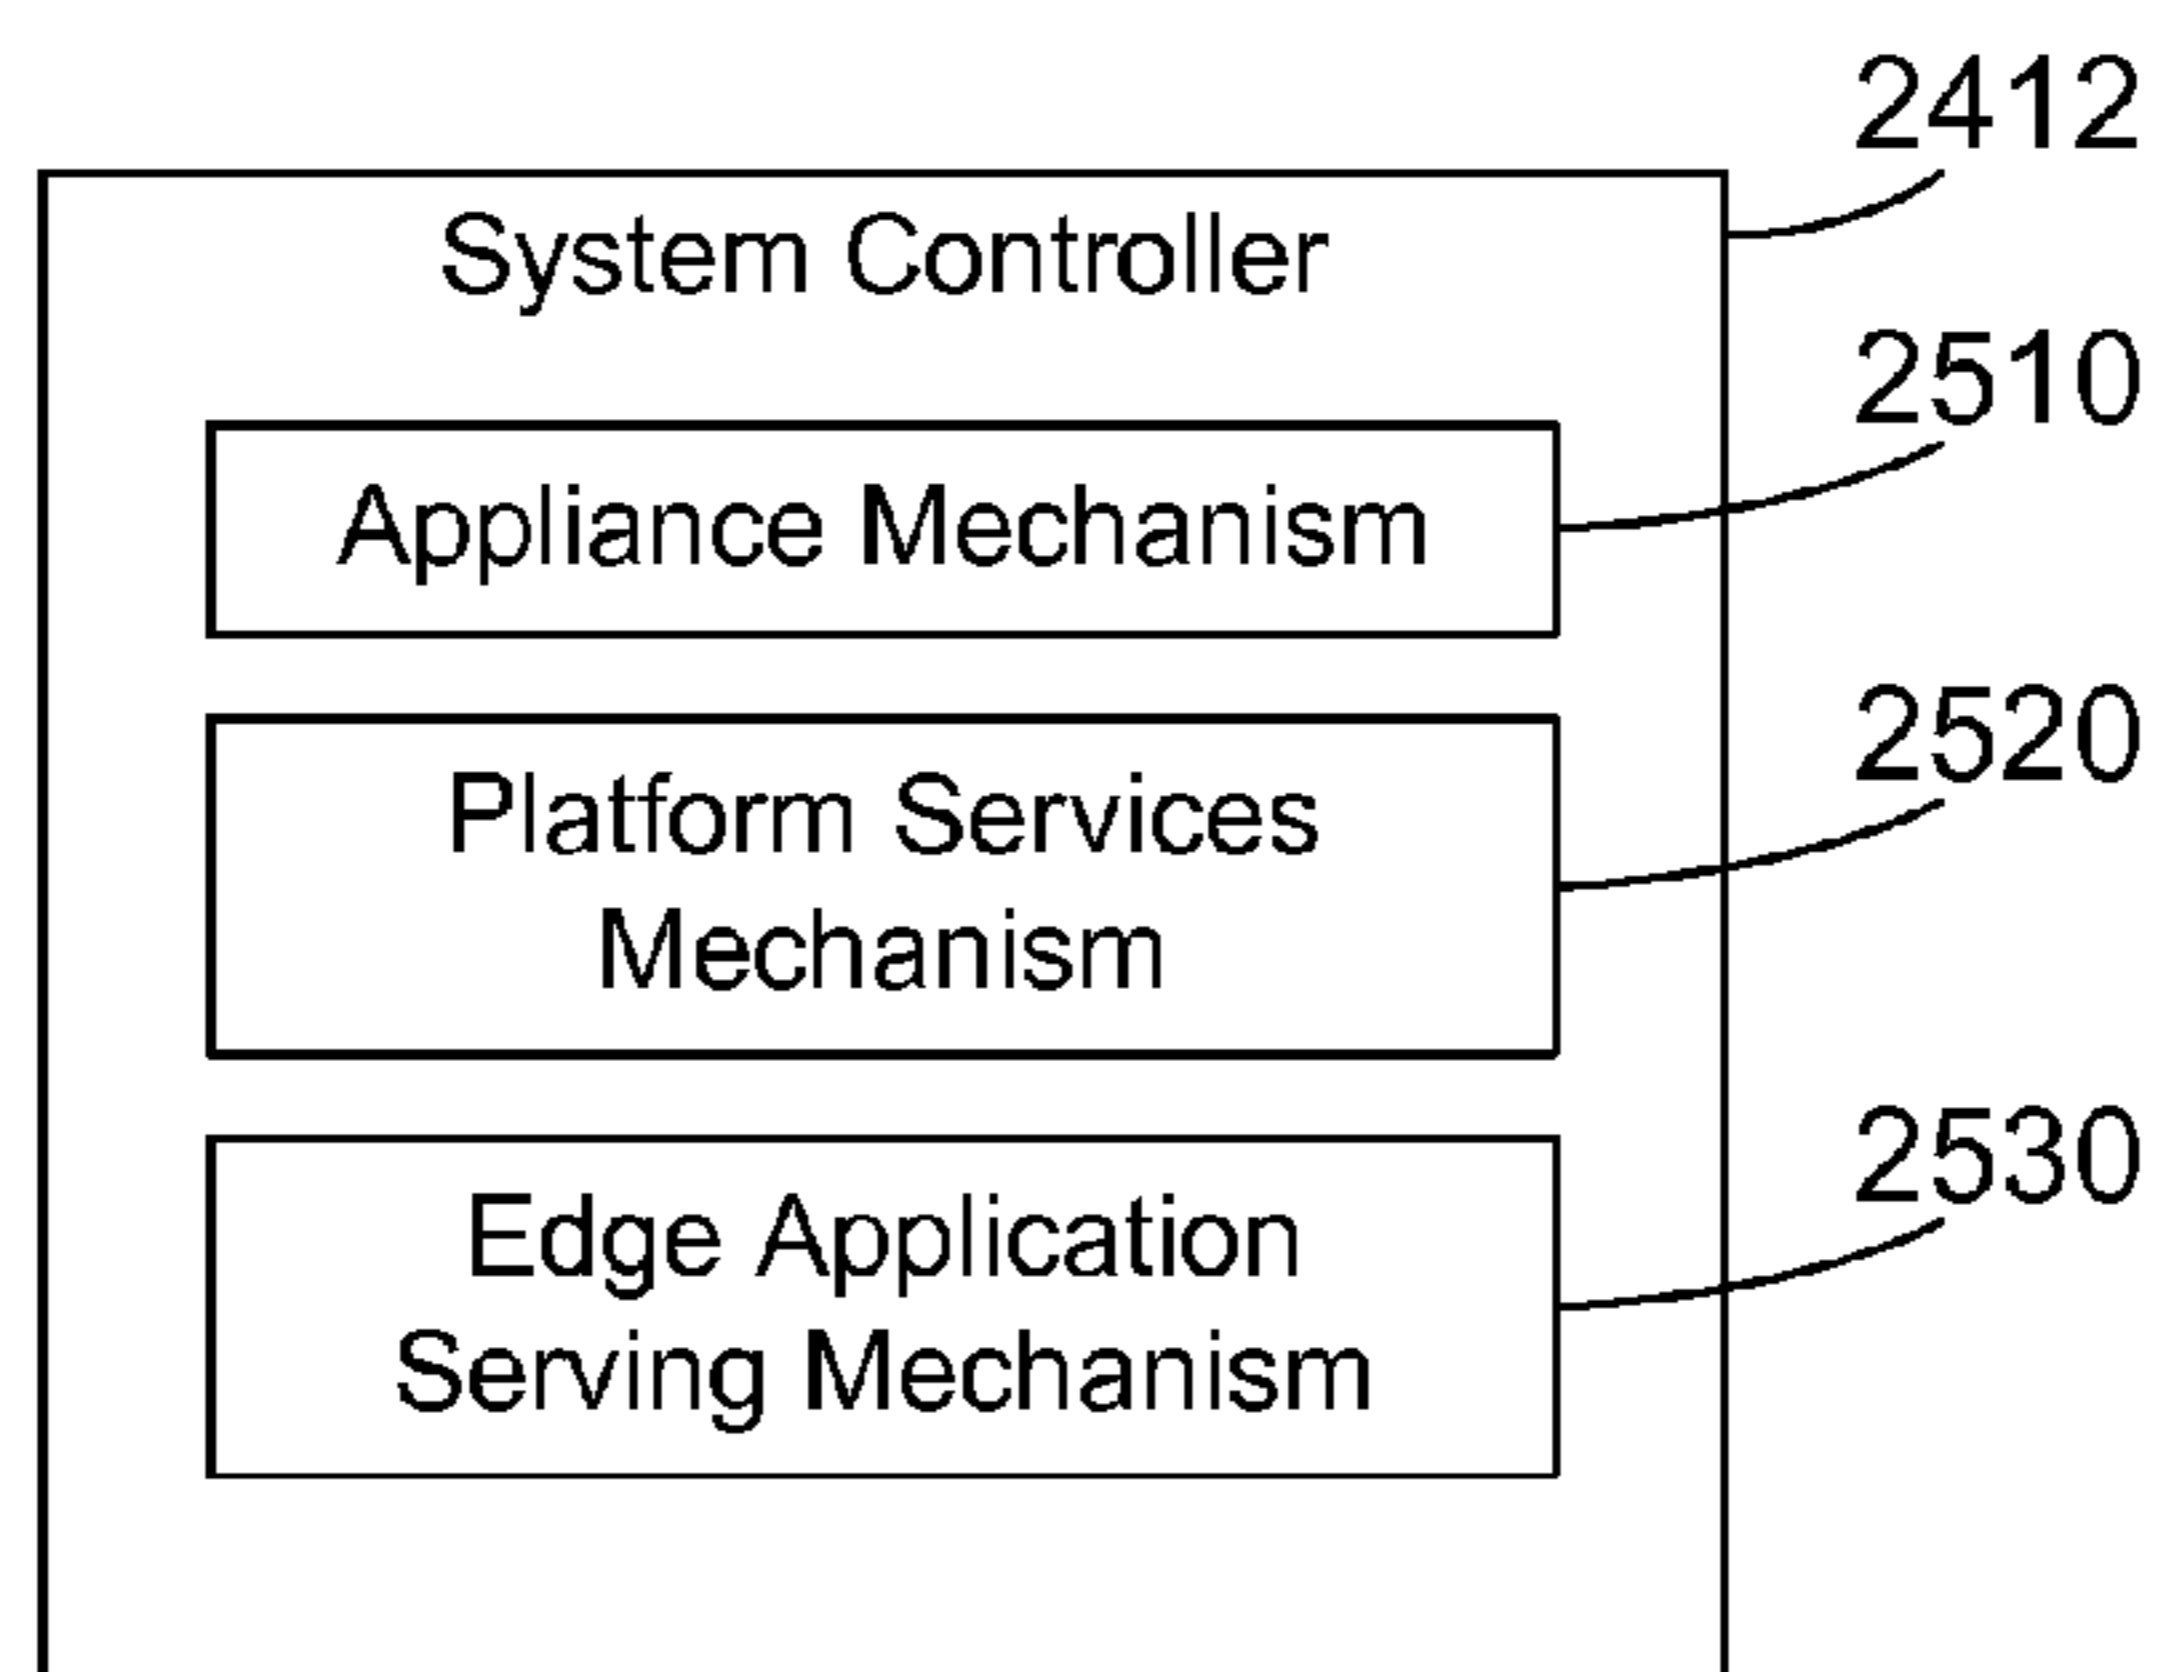 2412
System Controller
2510
Appliance Mechanism
2520
Platform Services
Mechanism
2530
Edge Application
Serving Mechanism